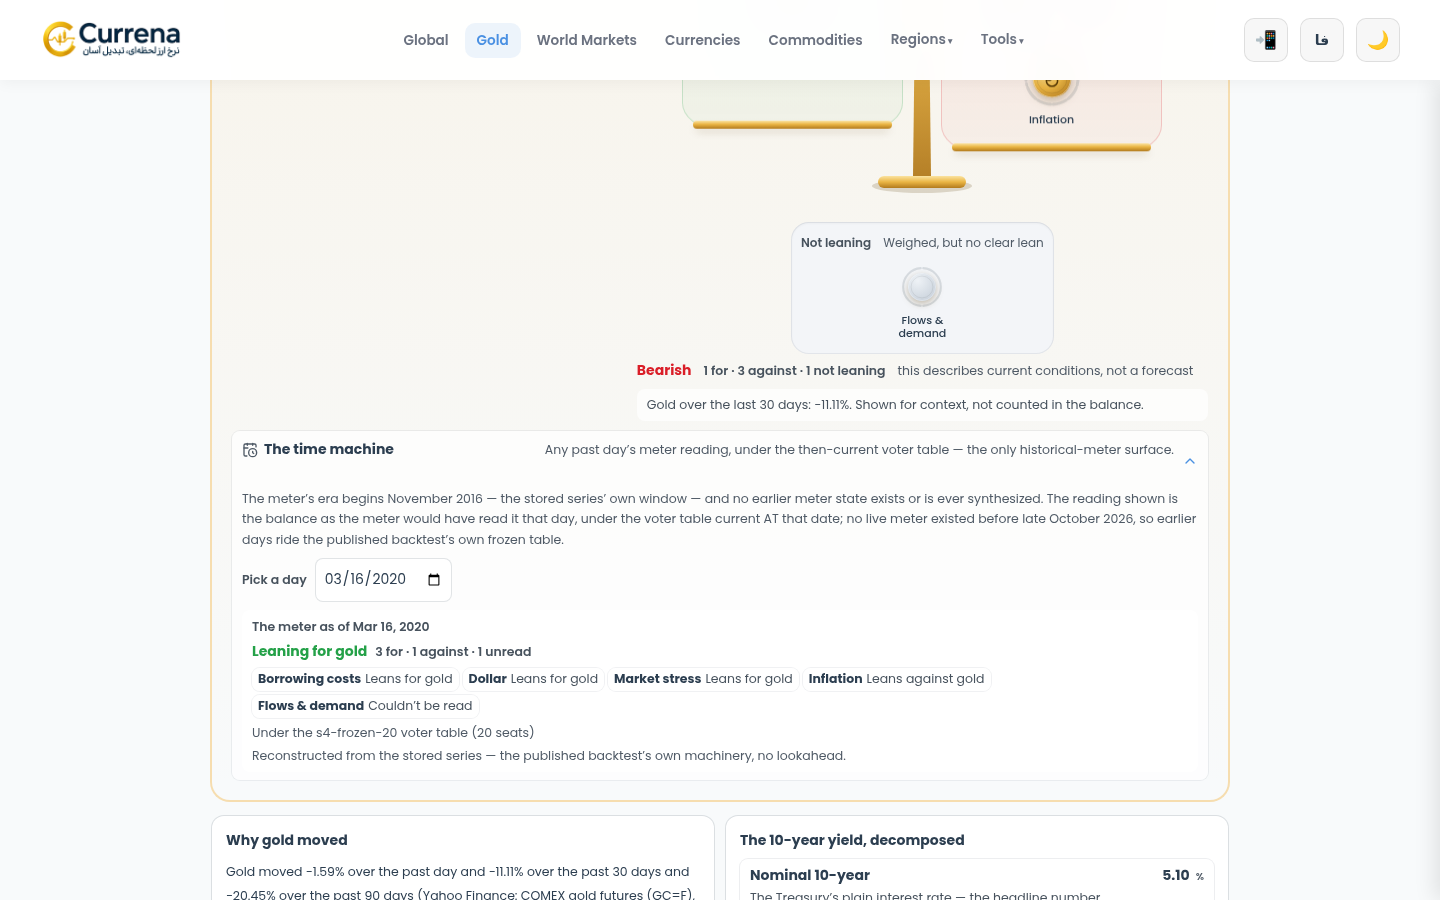 Currena
نرخ ارز لحظه‌ای، تبدیل آسان
Global
Gold
World Markets
Currencies
Commodities
Regions ▾
Tools ▾
فا
Inflation
Not leaning Weighed, but no clear lean
Flows &
demand
Bearish 1 for · 3 against · 1 not leaning this describes current conditions, not a forecast
Gold over the last 30 days: -11.11%. Shown for context, not counted in the balance.
The time machine Any past day’s meter reading, under the then-current voter table — the only historical-meter surface.
The meter’s era begins November 2016 — the stored series’ own window — and no earlier meter state exists or is ever synthesized. The reading shown is
the balance as the meter would have read it that day, under the voter table current AT that date; no live meter existed before late October 2026, so earlier
days ride the published backtest’s own frozen table.
Pick a day 03/16/2020
The meter as of Mar 16, 2020
Leaning for gold 3 for · 1 against · 1 unread
Borrowing costs Leans for gold Dollar Leans for gold Market stress Leans for gold Inflation Leans against gold
Flows & demand Couldn’t be read
Under the s4-frozen-20 voter table (20 seats)
Reconstructed from the stored series — the published backtest’s own machinery, no lookahead.
Why gold moved
Gold moved -1.59% over the past day and -11.11% over the past 30 days and
-20.45% over the past 90 days (Yahoo Finance: COMEX gold futures (GC=F).
The 10-year yield, decomposed
Nominal 10-year 5.10 %
The Treasury’s plain interest rate — the headline number.